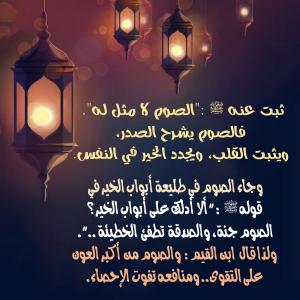 ثبت عنه ﷺ :"الصوم لا مثل له".
فالصوم يشرح الصدر،
ويثبت القلب، ويجدد الخير في النفس.
وجاء الصوم في طليعة أبواب الخير في
قوله ﷺ : "ألا أدلك على أبواب الخير؟
الصوم جنة، والصدقة تطفئ الخطيئة ..".
ولذا قال ابن القيم : والصوم من أكبر العون
على التقوى.. ومنافعه تفوت الإحصاء.